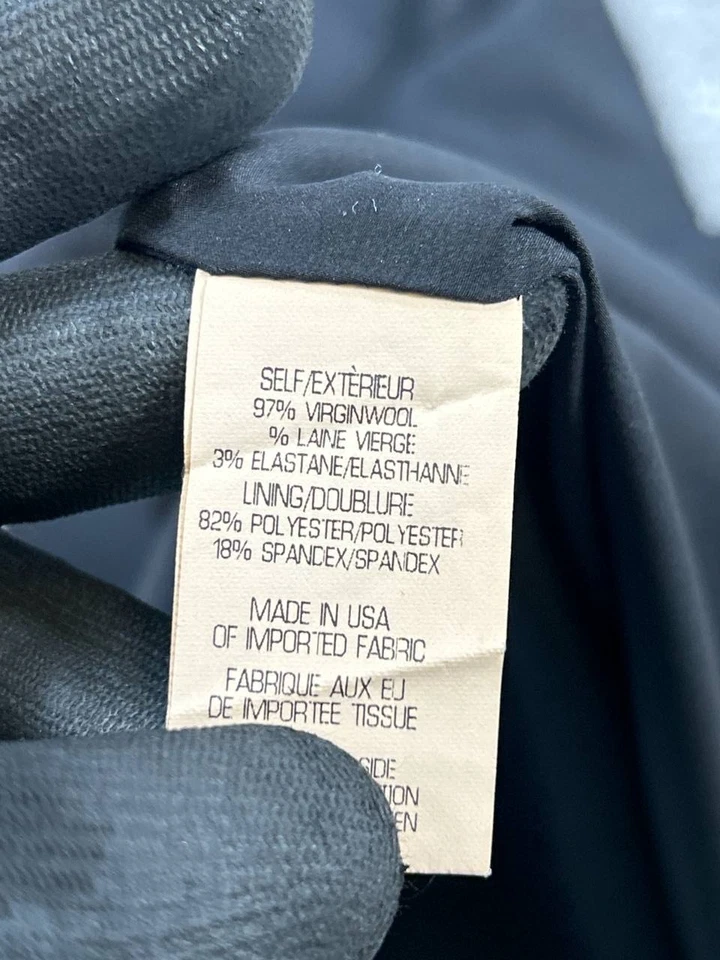 SELF/EXTÈRIEUR
97% VIRGINWOOL
% LAINE VIERGE
3% ELASTANE/ELASTHANNE
LINING/DOUBLURE
82% POLYESTER/POLYESTER
18% SPANDEX/SPANDEX
MADE IN USA
OF IMPORTED FABRIC
FABRIQUE AUX EU
DE IMPORTEE TISSUE